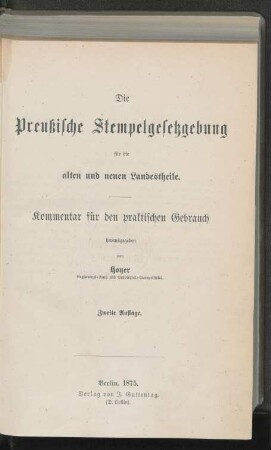 Die
Preußische Stempelgesetzgebung
für die
alten und neuen Landestheile.
Kommentar für den praktischen Gebrauch
herausgegeben
von
Hoyer
Zweite Auflage.
Berlin, 1875.
Verlag von J. Guttentag.
(D. Collin).